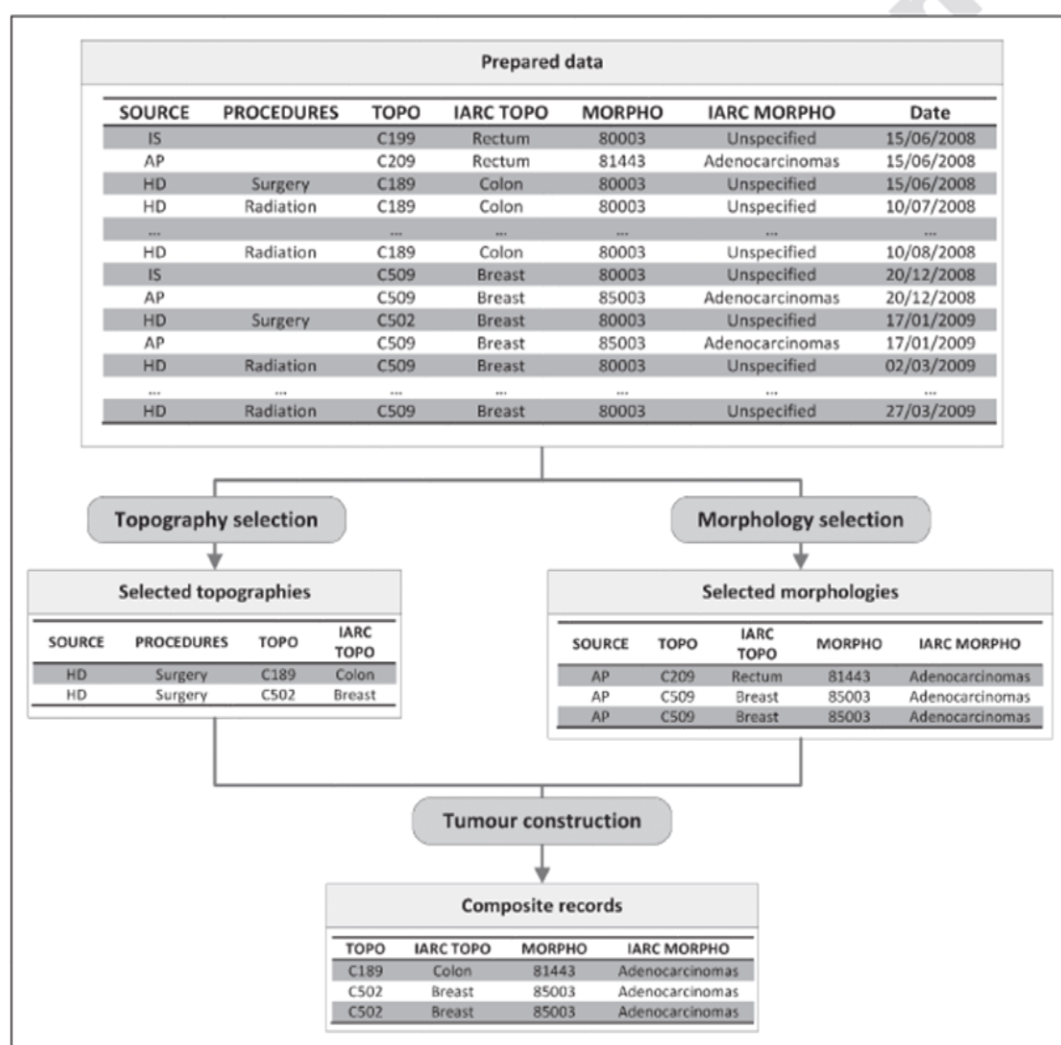 Prepared data
SOURCE PROCEDURES TOPO IARC TOPO MORPHO IARC MORPHO Date
IS C199 Rectum 80003 Unspecified 15/06/2008
AP C209 Rectum 81443 Adenocarcinomas 15/06/2008
HD Surgery C189 Colon 80003 Unspecified 15/06/2008
HD Radiation C189 Colon 80003 Unspecified 10/07/2008
... ... ... ... ... ...
HD Radiation C189 Colon 80003 Unspecified 10/08/2008
IS C509 Breast 80003 Unspecified 20/12/2008
AP C509 Breast 85003 Adenocarcinomas 20/12/2008
HD Surgery C502 Breast 80003 Unspecified 17/01/2009
AP C509 Breast 85003 Adenocarcinomas 17/01/2009
HD Radiation C509 Breast 80003 Unspecified 02/03/2009
... ... ... ... ... ... ...
HD Radiation C509 Breast 80003 Unspecified 27/03/2009
Topography selection
Morphology selection
Selected topographies
SOURCE PROCEDURES TOPO IARC TOPO
HD Surgery C189 Colon
HD Surgery C502 Breast
Selected morphologies
SOURCE TOPO IARC TOPO MORPHO IARC MORPHO
AP C209 Rectum 81443 Adenocarcinomas
AP C509 Breast 85003 Adenocarcinomas
AP C509 Breast 85003 Adenocarcinomas
Tumour construction
Composite records
TOPO IARC TOPO MORPHO IARC MORPHO
C189 Colon 81443 Adenocarcinomas
C502 Breast 85003 Adenocarcinomas
C502 Breast 85003 Adenocarcinomas